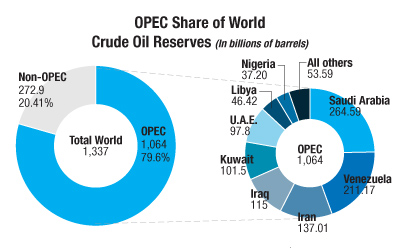 OPEC Share of World
Crude Oil Reserves (In billions of barrels)
Non-OPEC
272.9
20.41%
Total World
1,337
OPEC
1,064
79.6%
Nigeria
37.20
All others
53.59
Libya
46.42
Saudi Arabia
264.59
U.A.E.
97.8
OPEC
1,064
Kuwait
101.5
Venezuela
211.17
Iraq
115
Iran
137.01